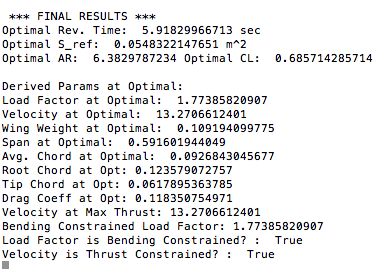 *** FINAL RESULTS ***
Optimal Rev. Time:  5.91829966713 sec
Optimal S_ref:  0.0548322147651 m^2
Optimal AR:  6.3829787234 Optimal CL:  0.685714285714
Derived Params at Optimal:
Load Factor at Optimal:  1.77385820907
Velocity at Optimal:  13.2706612401
Wing Weight at Optimal:  0.109194099775
Span at Optimal:  0.591601944049
Avg. Chord at Optimal:  0.0926843045677
Root Chord at Opt: 0.123579072757
Tip Chord at Opt: 0.0617895363785
Drag Coeff at Opt: 0.118350754971
Velocity at Max Thrust: 13.2706612401
Bending Constrained Load Factor: 1.77385820907
Load Factor is Bending Constrained? :  True
Velocity is Thrust Constrained? :  True